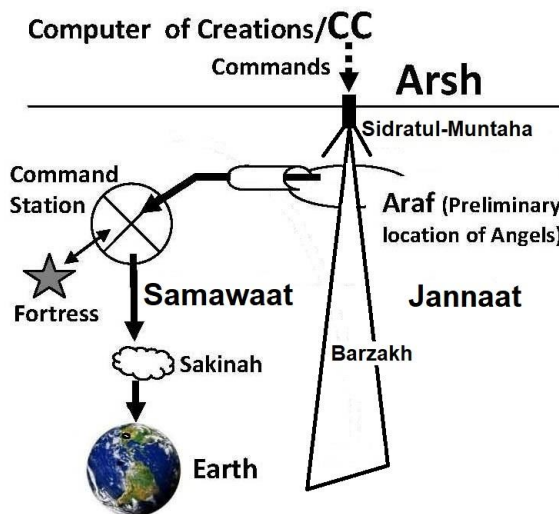 Computer of Creations/CC
Commands
Arsh
Sidratul-Muntaha
Command
Station
Araf (Preliminary
location of Angels)
Fortress
Samawaat
Jannaat
Sakinah
Barzakh
Earth